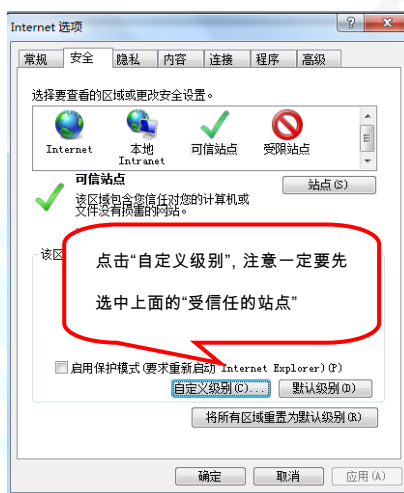 Internet 选项
常规 安全 隐私 内容 连接 程序 高级
选择要查看的区域或更改安全设置。
Internet 本地 可信站点 受限站点
Intranet
可信站点
站点(S)
该区域包含您信任对您的计算机或
文件没有损害的网站。
该区
点击“自定义级别”，注意一定要先
选中上面的“受信任的站点”
启用保护模式(要求重新启动 Internet Explorer)(P)
自定义级别(C)... 默认级别(D)
将所有区域重置为默认级别(R)
确定 取消 应用(A)